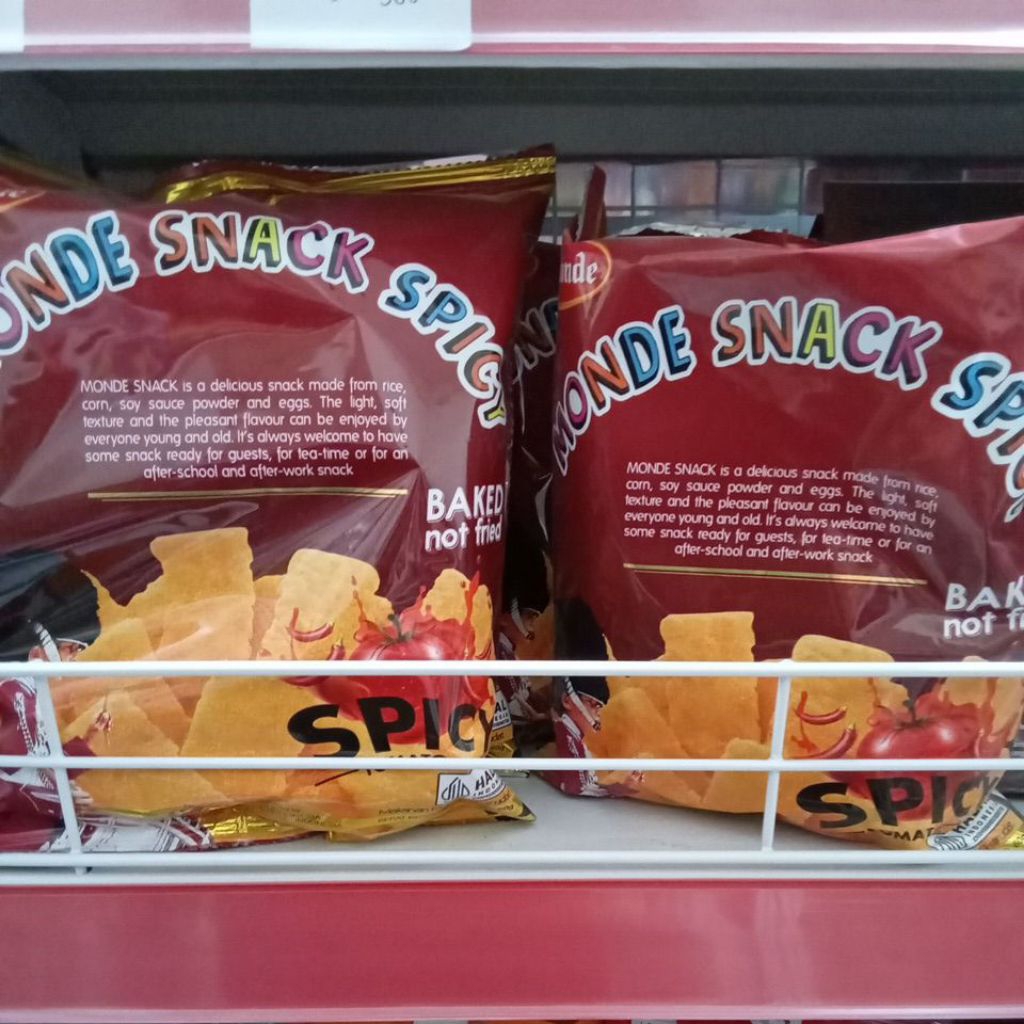 MONDE SNACK SPICY
MONDE SNACK is a delicious snack made from rice,
corn, soy sauce powder and eggs. The light, soft
texture and the pleasant flavour can be enjoyed by
everyone young and old. It's always welcome to have
some snack ready for guests, for tea-time or for an
after-school and after-work snack
BAKED
not fried
SPICY
nde
MONDE SNACK SPIC
MONDE SNACK is a delicious snack made from rice,
corn, soy sauce powder and eggs. The light, soft
texture and the pleasant flavour can be enjoyed by
everyone young and old. It's always welcome to have
some snack ready for guests, for tea-time or for an
after-school and after-work snack
BAK
not f
SPICY